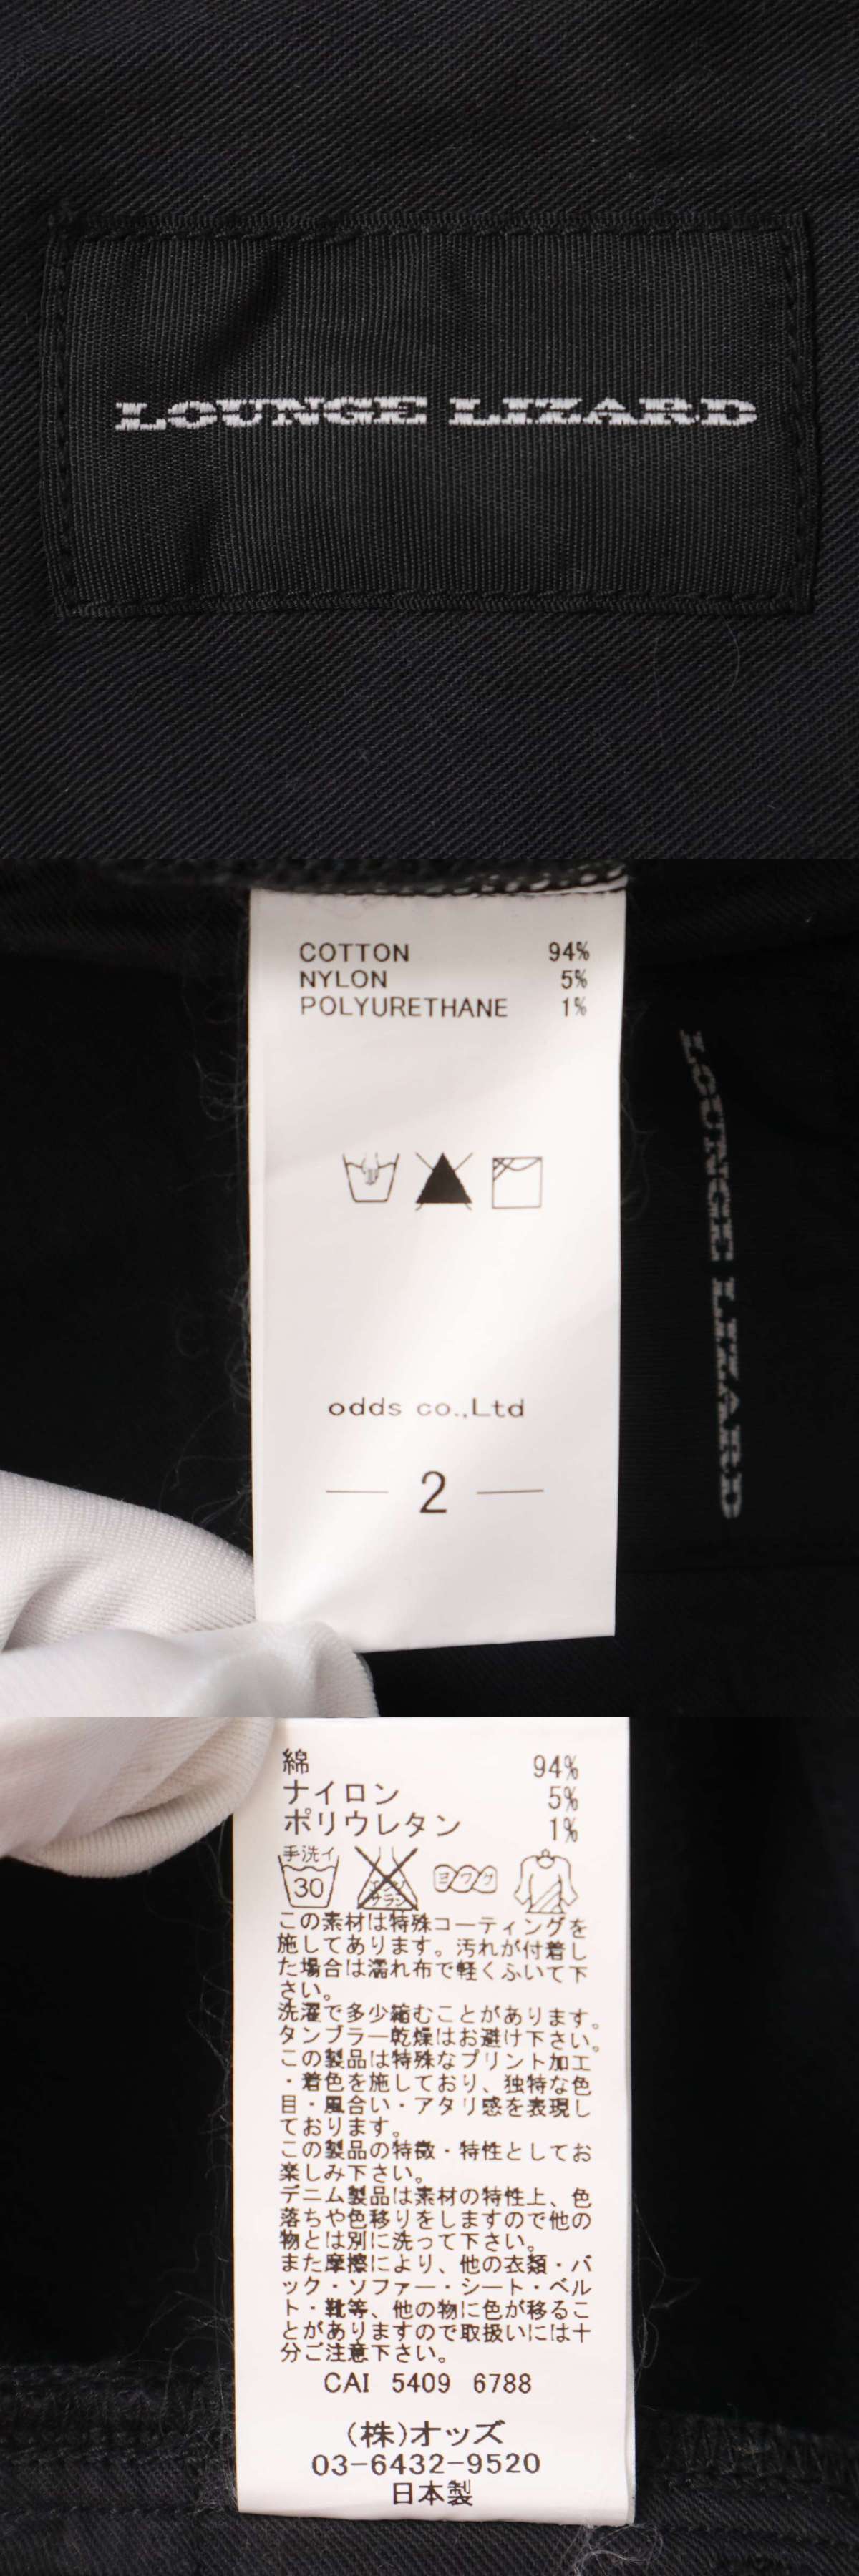 LOUNGE LIZARD
COTTON 94%
NYLON 5%
POLYURETHANE 1%
odds co.,Ltd
2
LOUNGE LIZARD
綿 94%
ナイロン 5%
ポリウレタン 1%
手洗イ
30
エンソ
サラシ
ヨワク
この素材は特殊コーティングを
施してあります。汚れが付着し
た場合は濡れ布で軽くふいて下
さい。
洗濯で多少縮むことがあります。
タンブラー乾燥はお避け下さい。
この製品は特殊なプリント加工
・着色を施しており、独特な色
目・風合い・アタリ感を表現し
ております。
この製品の特徴・特性としてお
楽しみ下さい。
デニム製品は素材の特性上、色
落ちや色移りをしますので他の
物とは別に洗って下さい。
また摩擦により、他の衣類・バ
ック・ソファー・シート・ベル
ト・靴等、他の物に色が移るこ
とがありますので取扱いには十
分ご注意下さい。
CAI 5409 6788
(株)オッズ
03-6432-9520
日本製